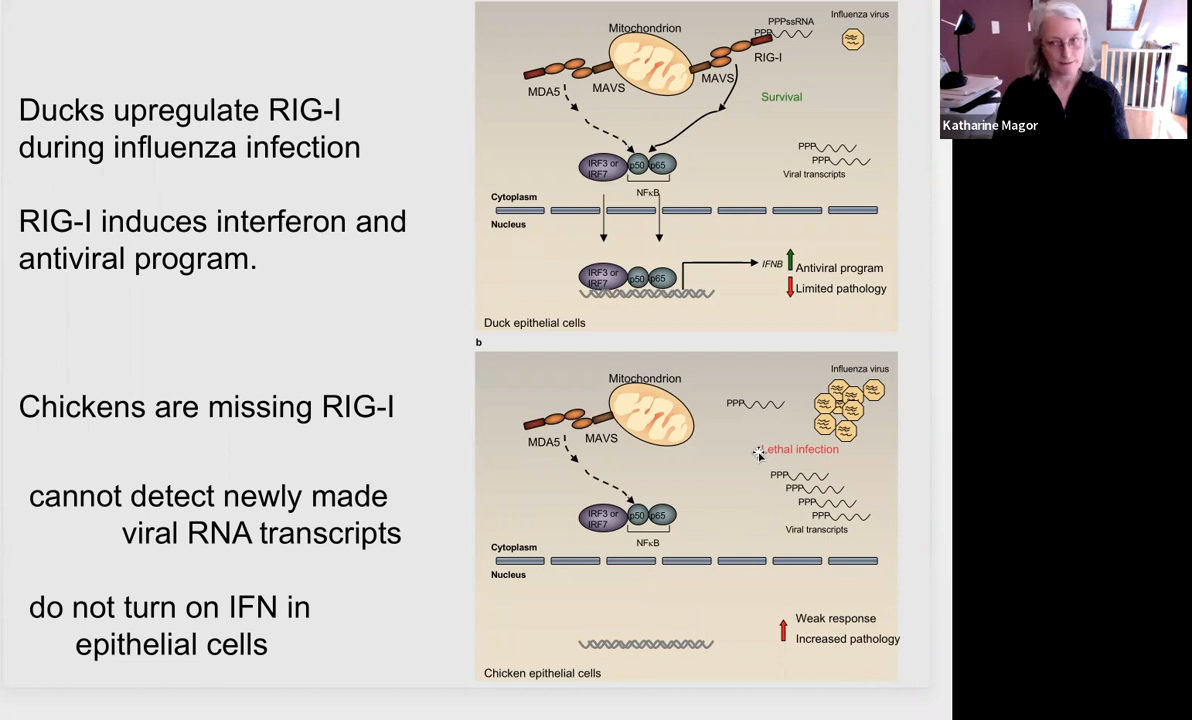 Ducks upregulate RIG-I
during influenza infection
RIG-I induces interferon and
antiviral program.
Chickens are missing RIG-I
cannot detect newly made
viral RNA transcripts
do not turn on IFN in
epithelial cells
Mitochondrion
PPPssRNA
PPP
Influenza virus
RIG-I
MDA5
MAVS
MAVS
Survival
IRF3 or
IRF7
p50
p65
NFκB
PPP
PPP
Viral transcripts
Cytoplasm
Nucleus
IRF3 or
IRF7
p50
p65
IFNB
Antiviral program
Limited pathology
Duck epithelial cells
b
Mitochondrion
Influenza virus
PPP
MDA5
MAVS
Lethal infection
IRF3 or
IRF7
p50
p65
NFκB
PPP
PPP
PPP
PPP
Viral transcripts
Cytoplasm
Nucleus
Weak response
Increased pathology
Chicken epithelial cells
Katharine Magor